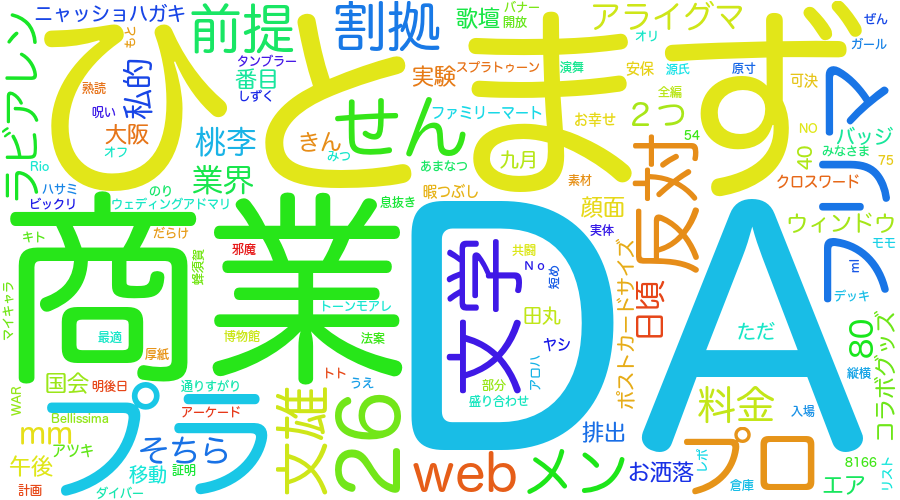 ニャッショハガキ
前提
割拠
歌壇
バナー
開放
アライグマ
ぜん
ひとまず
オリ
ガール
もと
タンブラー
番目
しずく
実験
スプラトゥーン
演舞
安保
源氏
原寸
可決
熟読
私的
呪い
大阪
オフ
桃李
せん
きん
みつ
ファミリーマート
お幸せ
全編
2つ
54
NO
マ
バッジ
みなさま
ラビアレン
Rio
ハサミ
ビックリ
のり
業界
ウェディングアドマリ
あまなつ
九月
暇つぶし
素材
反対
40
75
クロスワード
フリマ
息抜き
顔面
実体
ウィンドウ
モモ
キト
だらけ
商業
邪魔
蜂須賀
DA
文学
共闘
No
短め
ポストカードサイズ
日頃
ml
デッキ
マイキャラ
最適
厚紙
博物館
トーンモアレ
法案
田丸
ヤシ
アロハ
ただ
80
縦横
コラボグッズ
国会
明後日
通りすがり
トト
うえ
部分
盛り合わせ
料金
入場
WAR
Bellissima
プラ
アーケード
文雄
26
mm
アツキ
そちら
排出
プロ
午後
移動
証明
web
メン
お洒落
レポ
8166
計画
ダイバー
倉庫
エア
リスト